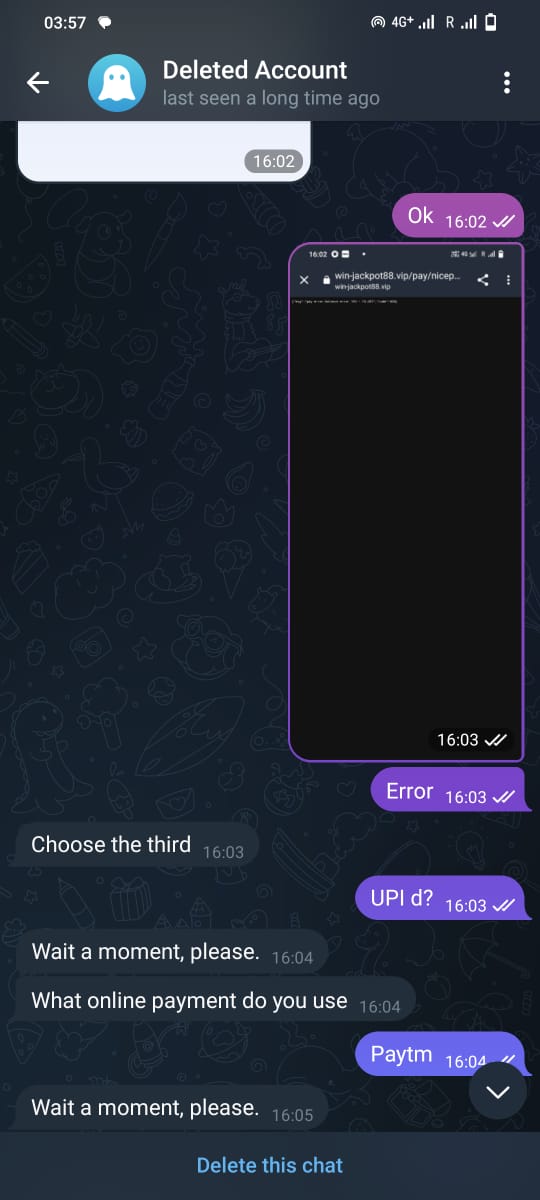 03:57
4G+ R
Deleted Account
last seen a long time ago
16:02
Ok 16:02
16:02
win-jackpot88.vip/pay/nicep...
win-jackpot88.vip
16:03
Error 16:03
Choose the third 16:03
UPI d? 16:03
Wait a moment, please. 16:04
What online payment do you use 16:04
Paytm 16:04
Wait a moment, please. 16:05
Delete this chat